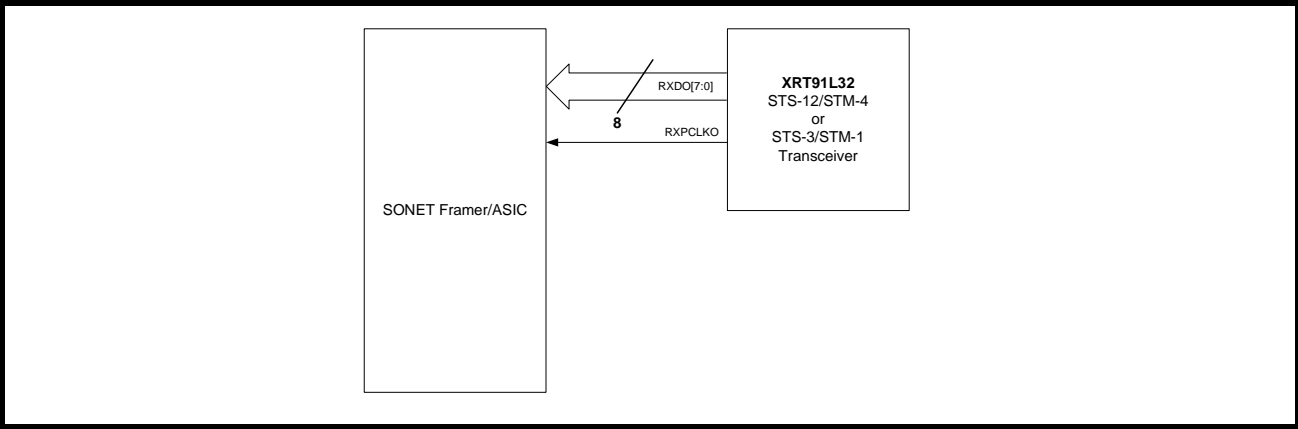 SONET Framer/ASIC
RXDO[7:0]
8
RXPCLKO
XRT91L32
STS-12/STM-4
or
STS-3/STM-1
Transceiver